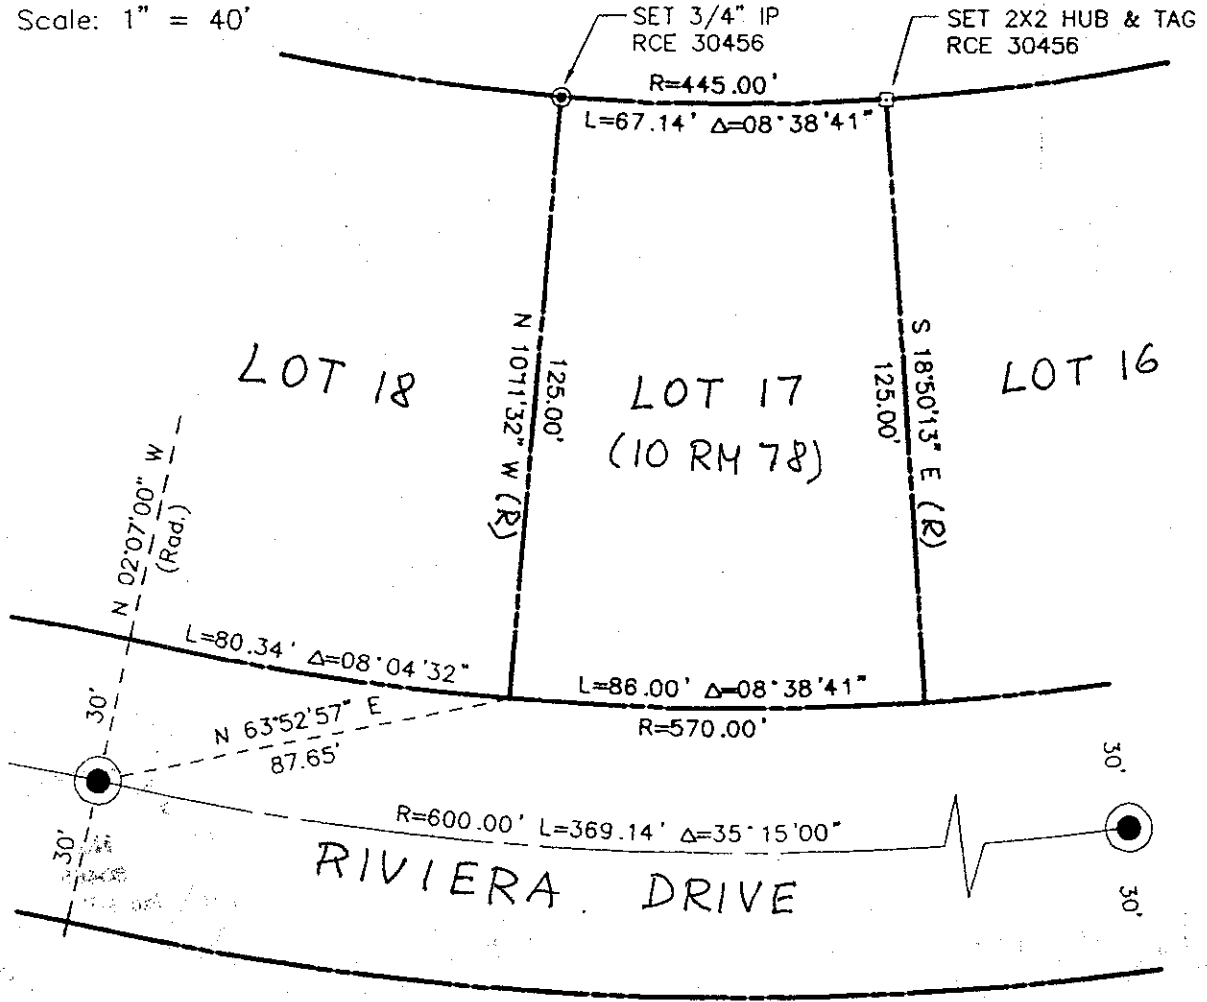 Scale: 1" = 40'
SET 3/4" IP
RCE 30456
SET 2X2 HUB & TAG
RCE 30456
R=445.00'
L=67.14' Δ=08°38'41"
LOT 18
N 10°11'32" W (R)
125.00'
LOT 17
(10 RM 78)
125.00'
S 18°50'13" E (R)
LOT 16
N 02°07'00" W
(Rad.)
L=80.34' Δ=08°04'32"
L=86.00' Δ=08°38'41"
R=570.00'
N 63°52'57" E
87.65'
30'
30'
30'
30'
R=600.00' L=369.14' Δ=35°15'00"
RIVIERA DRIVE